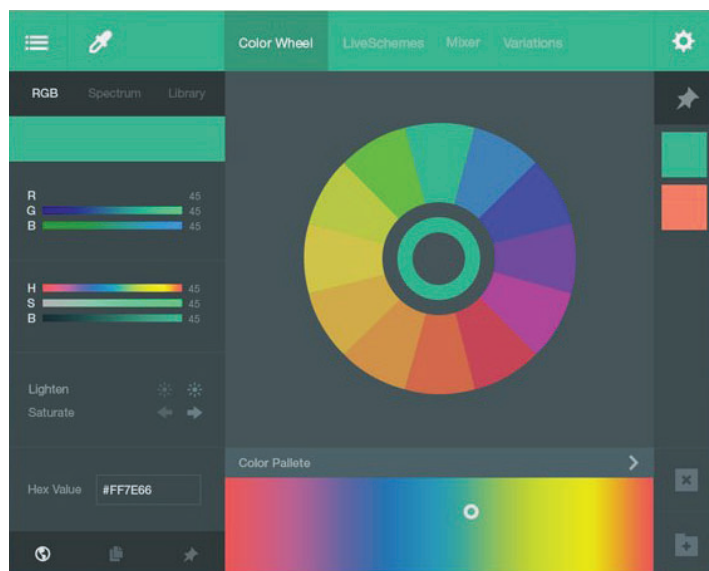 Color Wheel LiveSchemes Mixer Variations
RGB Spectrum Library
R 45
G 45
B 45
H 45
S 45
B 45
Lighten
Saturate
Color Pallete
Hex Value #FF7E66